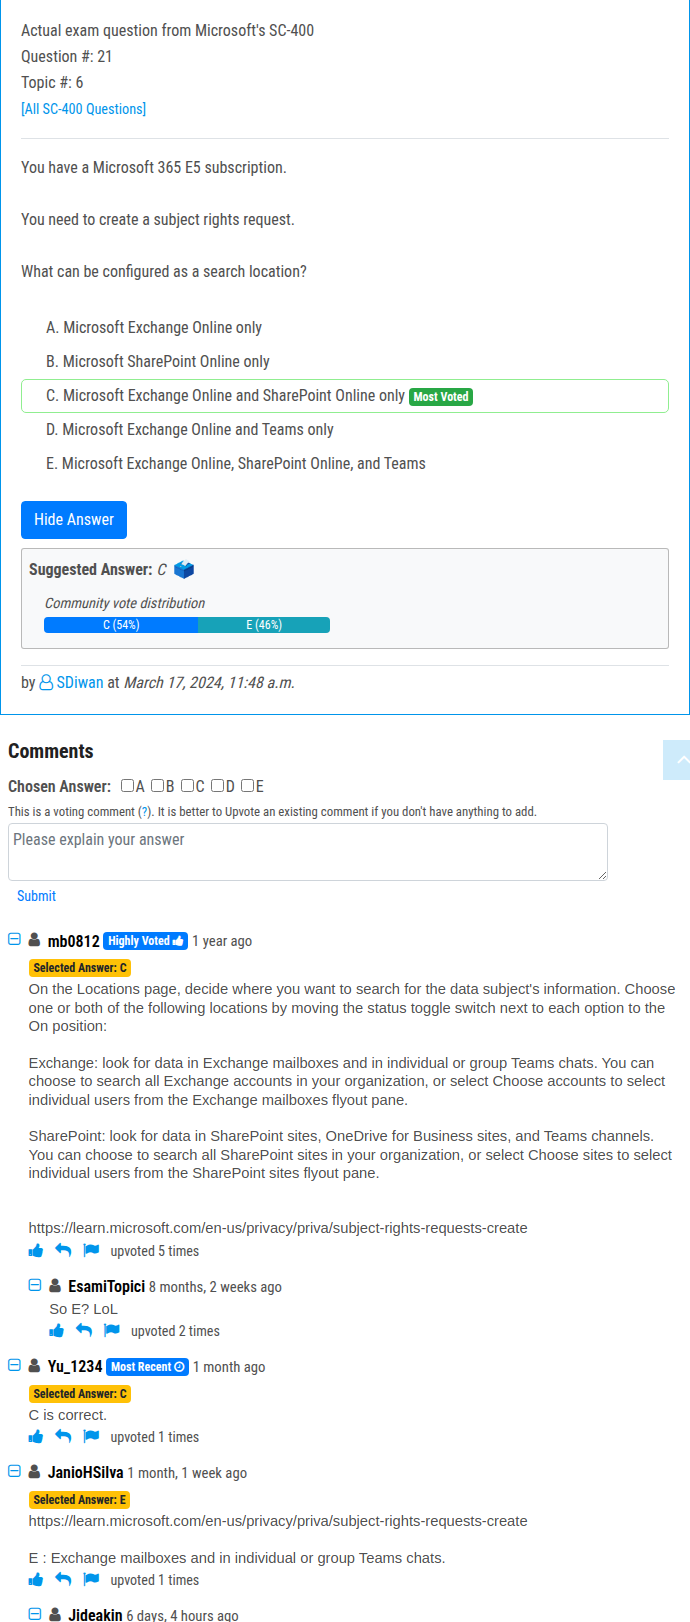 Actual exam question from Microsoft's SC-400
Question #: 21
Topic #: 6
[All SC-400 Questions]
You have a Microsoft 365 E5 subscription.
You need to create a subject rights request.
What can be configured as a search location?
A. Microsoft Exchange Online only
B. Microsoft SharePoint Online only
C. Microsoft Exchange Online and SharePoint Online only Most Voted
D. Microsoft Exchange Online and Teams only
E. Microsoft Exchange Online, SharePoint Online, and Teams
Hide Answer
Suggested Answer: C
Community vote distribution
C (54%) E (46%)
by SDiwan at March 17, 2024, 11:48 a.m.
Comments
Chosen Answer: A B C D E
This is a voting comment (?). It is better to Upvote an existing comment if you don't have anything to add.
Please explain your answer
Submit
mb0812 Highly Voted 1 year ago
Selected Answer: C
On the Locations page, decide where you want to search for the data subject's information. Choose
one or both of the following locations by moving the status toggle switch next to each option to the
On position:
Exchange: look for data in Exchange mailboxes and in individual or group Teams chats. You can
choose to search all Exchange accounts in your organization, or select Choose accounts to select
individual users from the Exchange mailboxes flyout pane.
SharePoint: look for data in SharePoint sites, OneDrive for Business sites, and Teams channels.
You can choose to search all SharePoint sites in your organization, or select Choose sites to select
individual users from the SharePoint sites flyout pane.
https://learn.microsoft.com/en-us/privacy/priva/subject-rights-requests-create
upvoted 5 times
EsamiTopici 8 months, 2 weeks ago
So E? LoL
upvoted 2 times
Yu_1234 Most Recent 1 month ago
Selected Answer: C
C is correct.
upvoted 1 times
JanioHSilva 1 month, 1 week ago
Selected Answer: E
https://learn.microsoft.com/en-us/privacy/priva/subject-rights-requests-create
E : Exchange mailboxes and in individual or group Teams chats.
upvoted 1 times
Jideakin 6 days, 4 hours ago